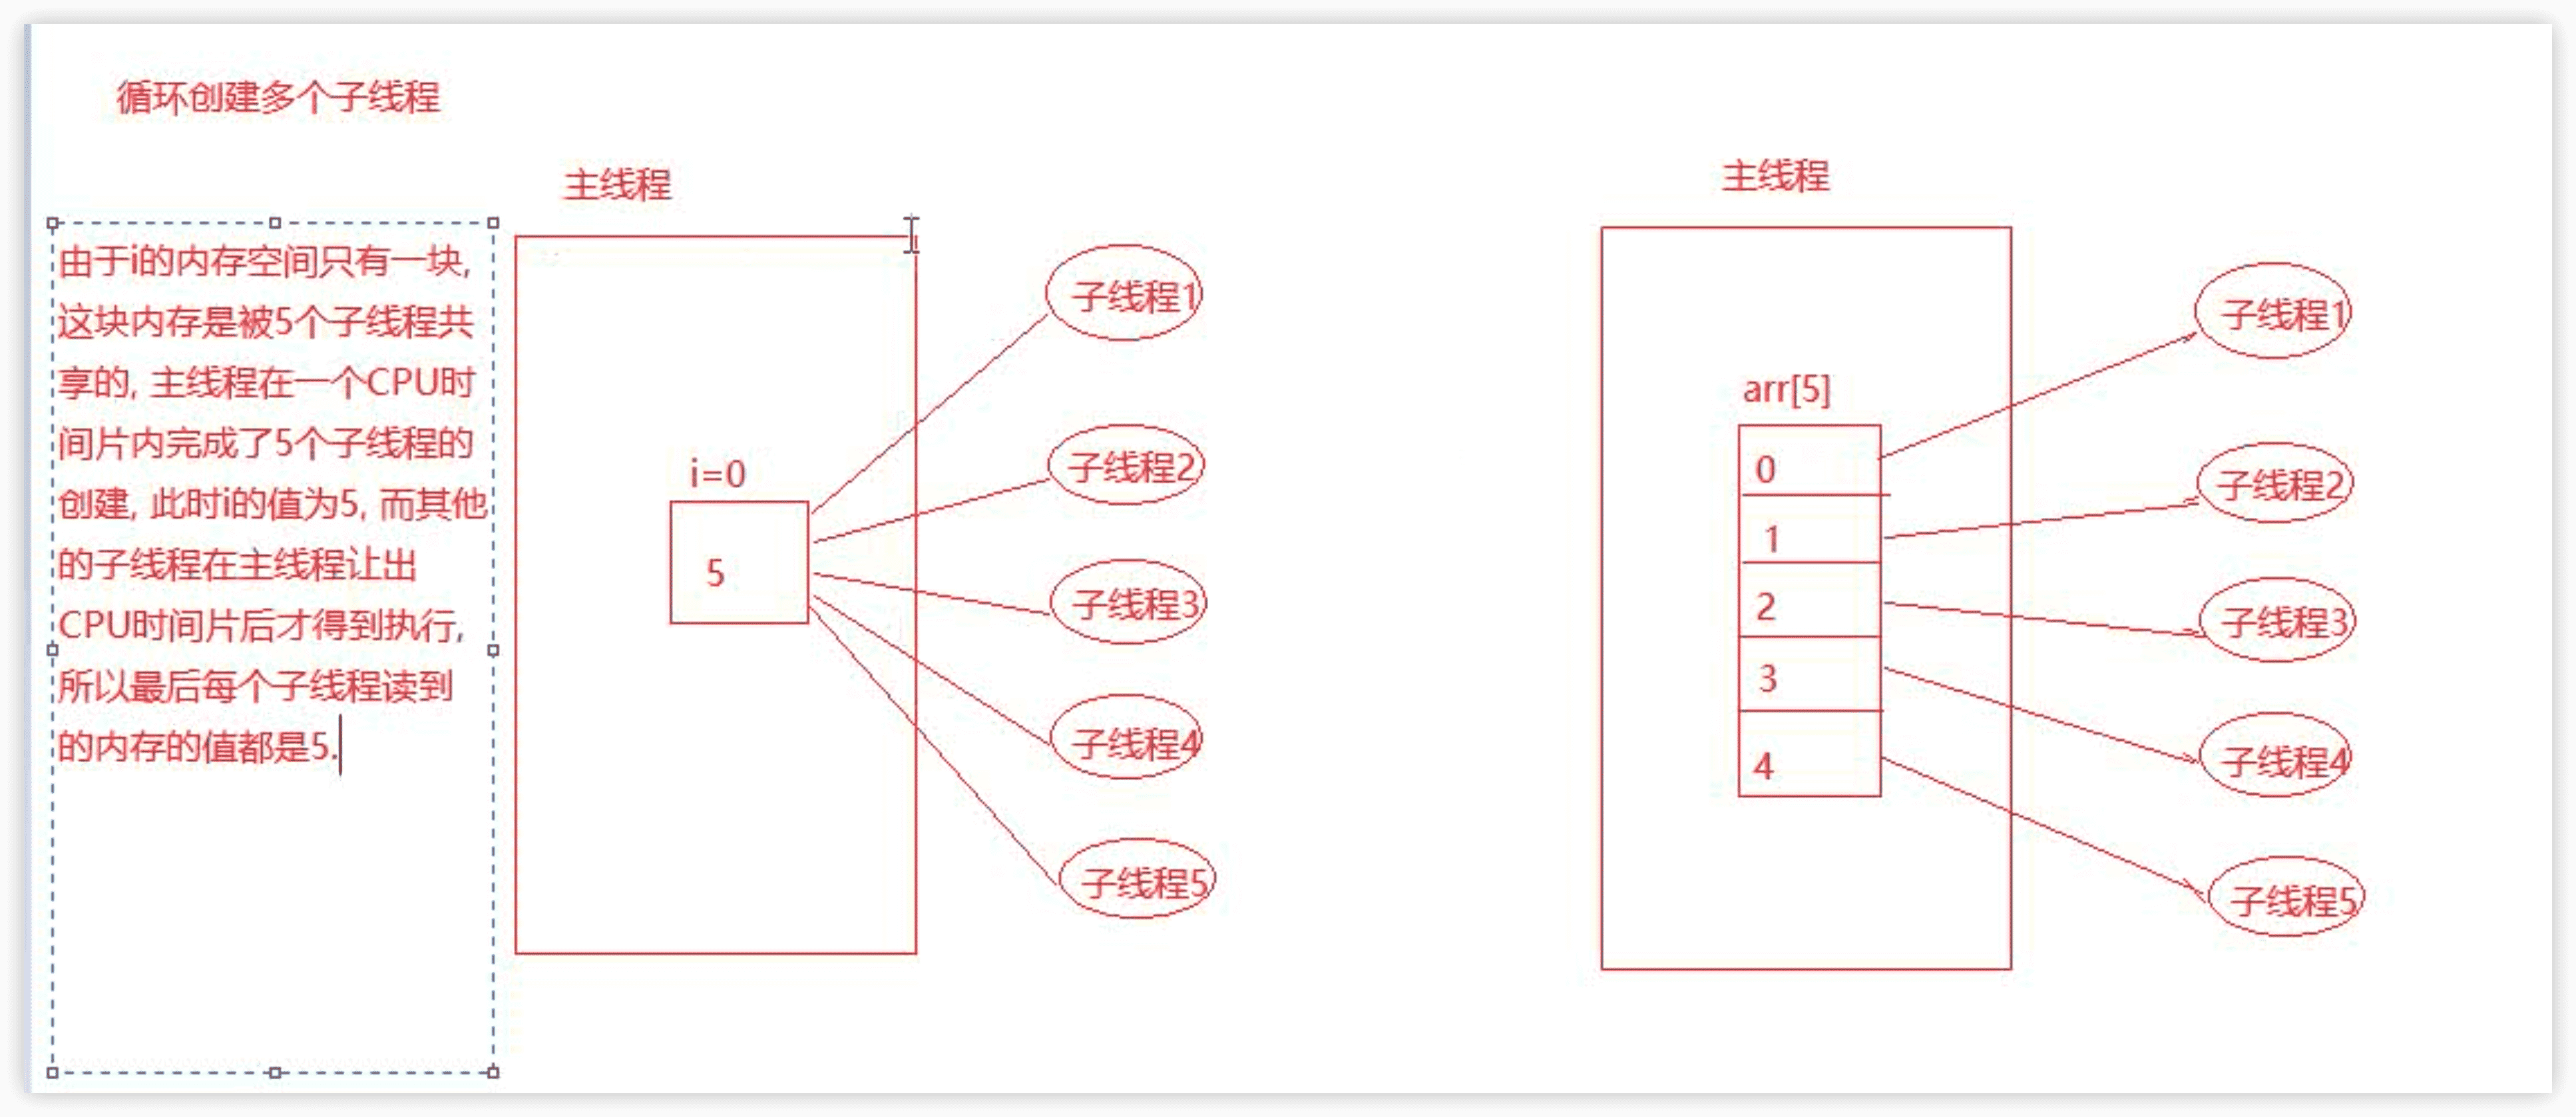 循环创建多个子线程
主线程
由于i的内存空间只有一块,
这块内存是被5个子线程共
享的, 主线程在一个CPU时
间片内完成了5个子线程的
创建, 此时i的值为5, 而其他
的子线程在主线程让出
CPU时间片后才得到执行,
所以最后每个子线程读到
的内存的值都是5.
i=0
5
子线程1
子线程2
子线程3
子线程4
子线程5
主线程
arr[5]
0
1
2
3
4
子线程1
子线程2
子线程3
子线程4
子线程5